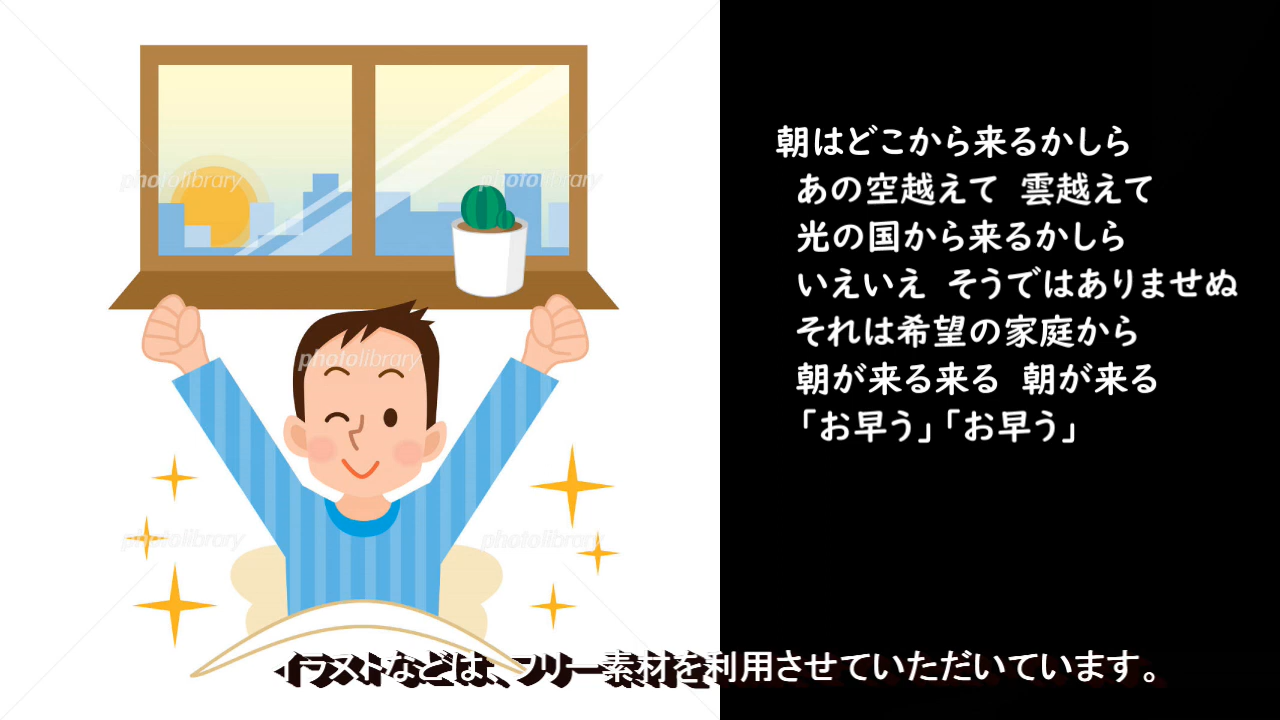 朝はどこから来るかしら
あの空越えて 雲越えて
光の国から来るかしら
いえいえ そうではありませぬ
それは希望の家庭から
朝が来る来る 朝が来る
「お早う」「お早う」
photolibrary photolibrary
photolibrary
photolibrary photolibrary
イラストなどは、フリー素材を利用させていただいています。